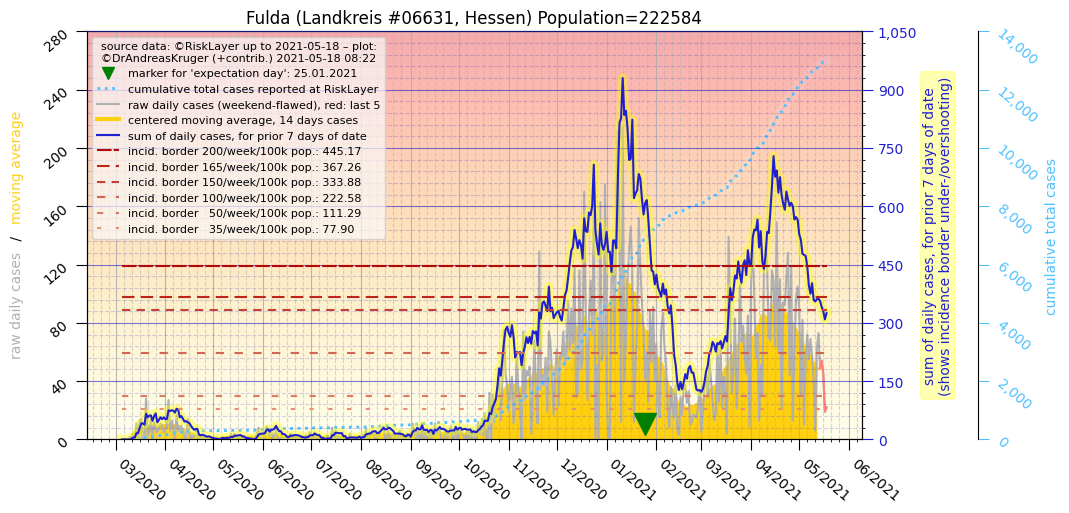 Fulda (Landkreis #06631, Hessen) Population=222584
source data: ©RiskLayer up to 2021-05-18 – plot:
©DrAndreasKruger (+contrib.) 2021-05-18 08:22
marker for 'expectation day': 25.01.2021
cumulative total cases reported at RiskLayer
raw daily cases (weekend-flawed), red: last 5
centered moving average, 14 days cases
sum of daily cases, for prior 7 days of date
incid. border 200/week/100k pop.: 445.17
incid. border 165/week/100k pop.: 367.26
incid. border 150/week/100k pop.: 333.88
incid. border 100/week/100k pop.: 222.58
incid. border   50/week/100k pop.: 111.29
incid. border   35/week/100k pop.: 77.90
raw daily cases / moving average
280
240
200
160
120
80
40
0
03/2020
04/2020
05/2020
06/2020
07/2020
08/2020
09/2020
10/2020
11/2020
12/2020
01/2021
02/2021
03/2021
04/2021
05/2021
06/2021
1,050
900
750
600
450
300
150
0
sum of daily cases, for prior 7 days of date
(shows incidence border under-/overshooting)
14,000
12,000
10,000
8,000
6,000
4,000
2,000
0
cumulative total cases